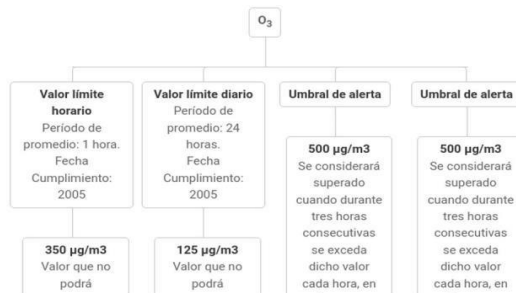 O3
Valor límite
horario
Período de
promedio: 1 hora.
Fecha
Cumplimiento:
2005
350 µg/m3
Valor que no
podrá
Valor límite diario
Período de
promedio: 24
horas.
Fecha
Cumplimiento:
2005
125 µg/m3
Valor que no
podrá
Umbral de alerta
500 µg/m3
Se considerará
superado
cuando durante
tres horas
consecutivas
se exceda
dicho valor
cada hora, en
Umbral de alerta
500 µg/m3
Se considerará
superado
cuando durante
tres horas
consecutivas
se exceda
dicho valor
cada hora, en